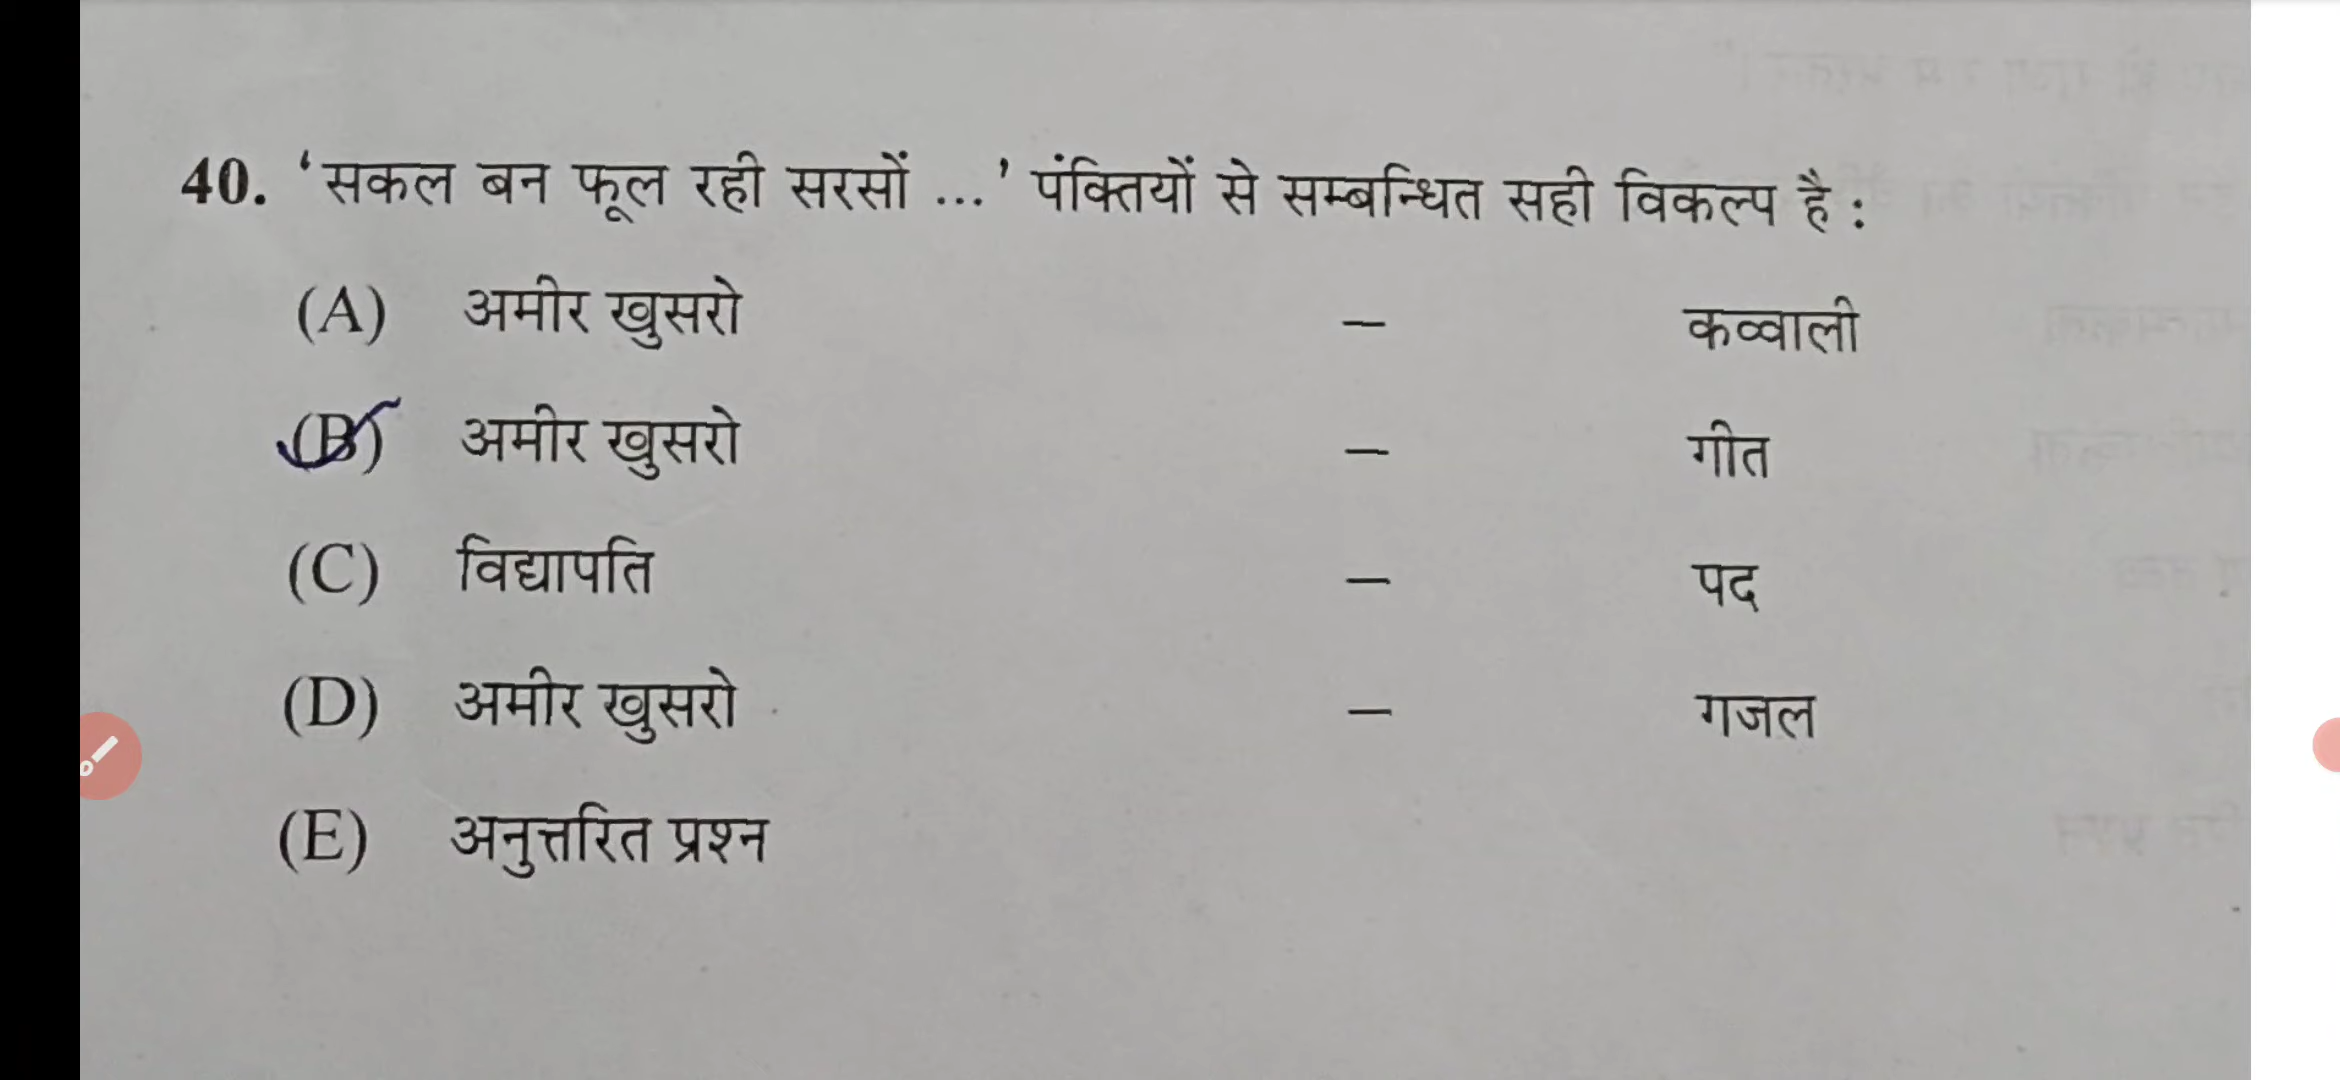 40. ‘सकल बन फूल रही सरसों ...’ पंक्तियों से सम्बन्धित सही विकल्प है :
(A) अमीर खुसरो – कव्वाली
(B) अमीर खुसरो – गीत
(C) विद्यापति – पद
(D) अमीर खुसरो – गजल
(E) अनुत्तरित प्रश्न